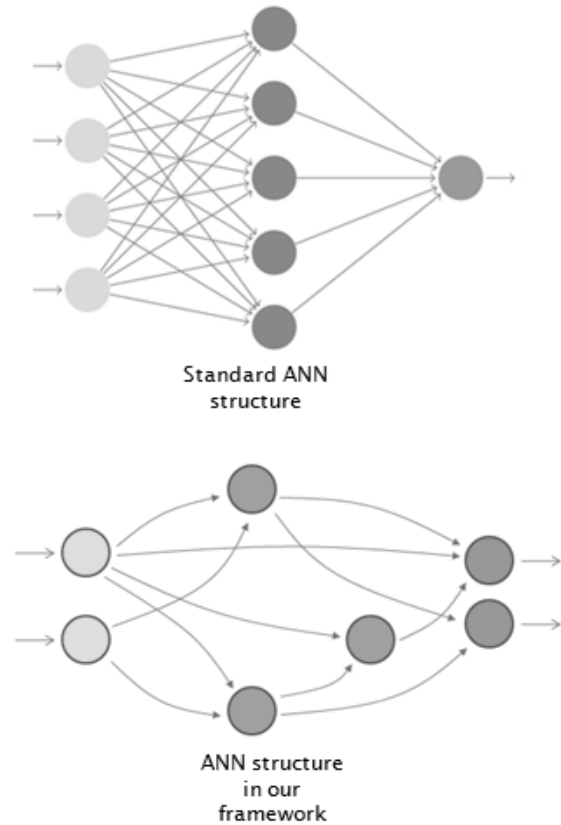 Standard ANN
structure
ANN structure
in our
framework